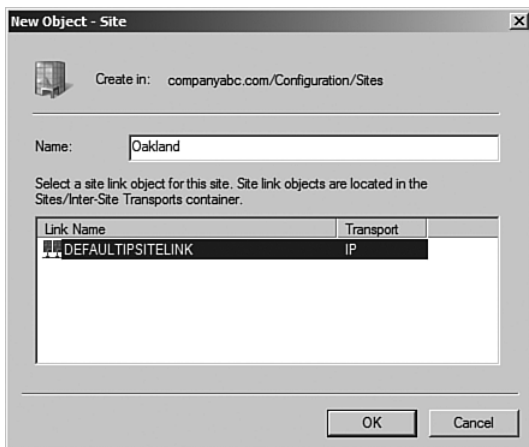 New Object - Site
Create in: companyabc.com/Configuration/Sites
Name: Oakland
Select a site link object for this site. Site link objects are located in the
Sites/Inter-Site Transports container.
Link Name Transport
DEFAULTIPSITELINK IP
OK Cancel